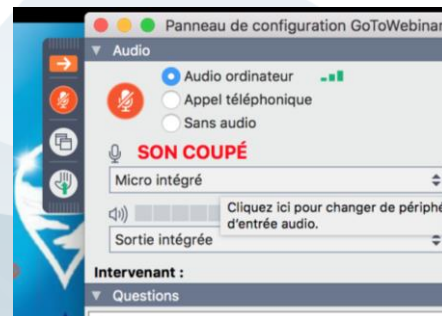 Panneau de configuration GoToWebinar
Audio
Audio ordinateur
Appel téléphonique
Sans audio
SON COUPÉ
Micro intégré
Cliquez ici pour changer de périphé
d'entrée audio.
Sortie intégrée
Intervenant :
Questions